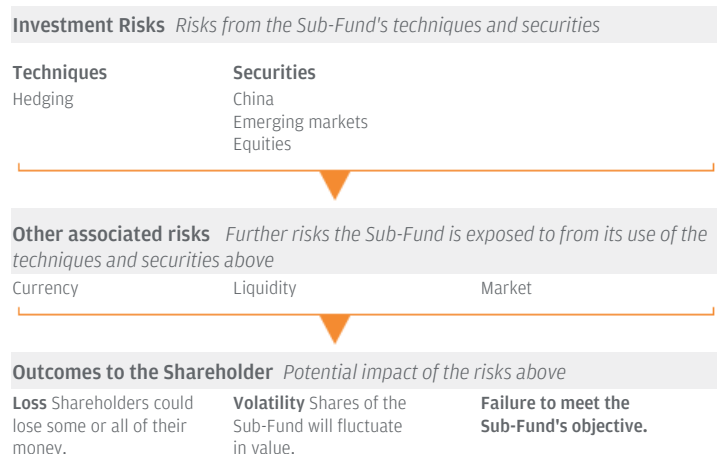 Investment Risks Risks from the Sub-Fund's techniques and securities
Techniques
Hedging
Securities
China
Emerging markets
Equities
Other associated risks Further risks the Sub-Fund is exposed to from its use of the
techniques and securities above
Currency Liquidity Market
Outcomes to the Shareholder Potential impact of the risks above
Loss Shareholders could
lose some or all of their
money.
Volatility Shares of the
Sub-Fund will fluctuate
in value.
Failure to meet the
Sub-Fund's objective.